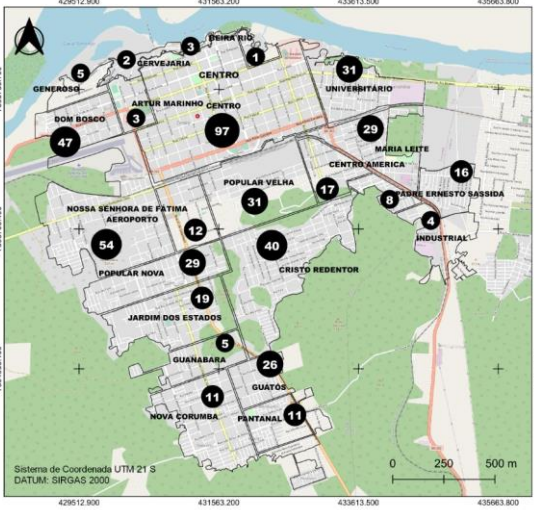 429512.900 431563.200 433613.500 435663.800
BEIRA RIO
3
2
CERVEJARIA
1
5
CENTRO
31
GENEROSO
UNIVERSITÁRIO
ARTUR MARINHO
CENTRO
DOM BOSCO
3
97
29
47
MARIA LEITE
CENTRO AMERICA
16
POPULAR VELHA
17
PADRE ERNESTO SASSIDA
31
8
NOSSA SENHORA DE FÁTIMA
AEROPORTO
4
12
INDUSTRIAL
54
40
29
POPULAR NOVA
CRISTO REDENTOR
19
JARDIM DOS ESTADOS
5
GUANABARA
26
GUATÓS
11
NOVA CORUMBA
PANTANAL
11
Sistema de Coordenada UTM 21 S
DATUM: SIRGAS 2000
0 250 500 m
429512.900 431563.200 433613.500 435663.800